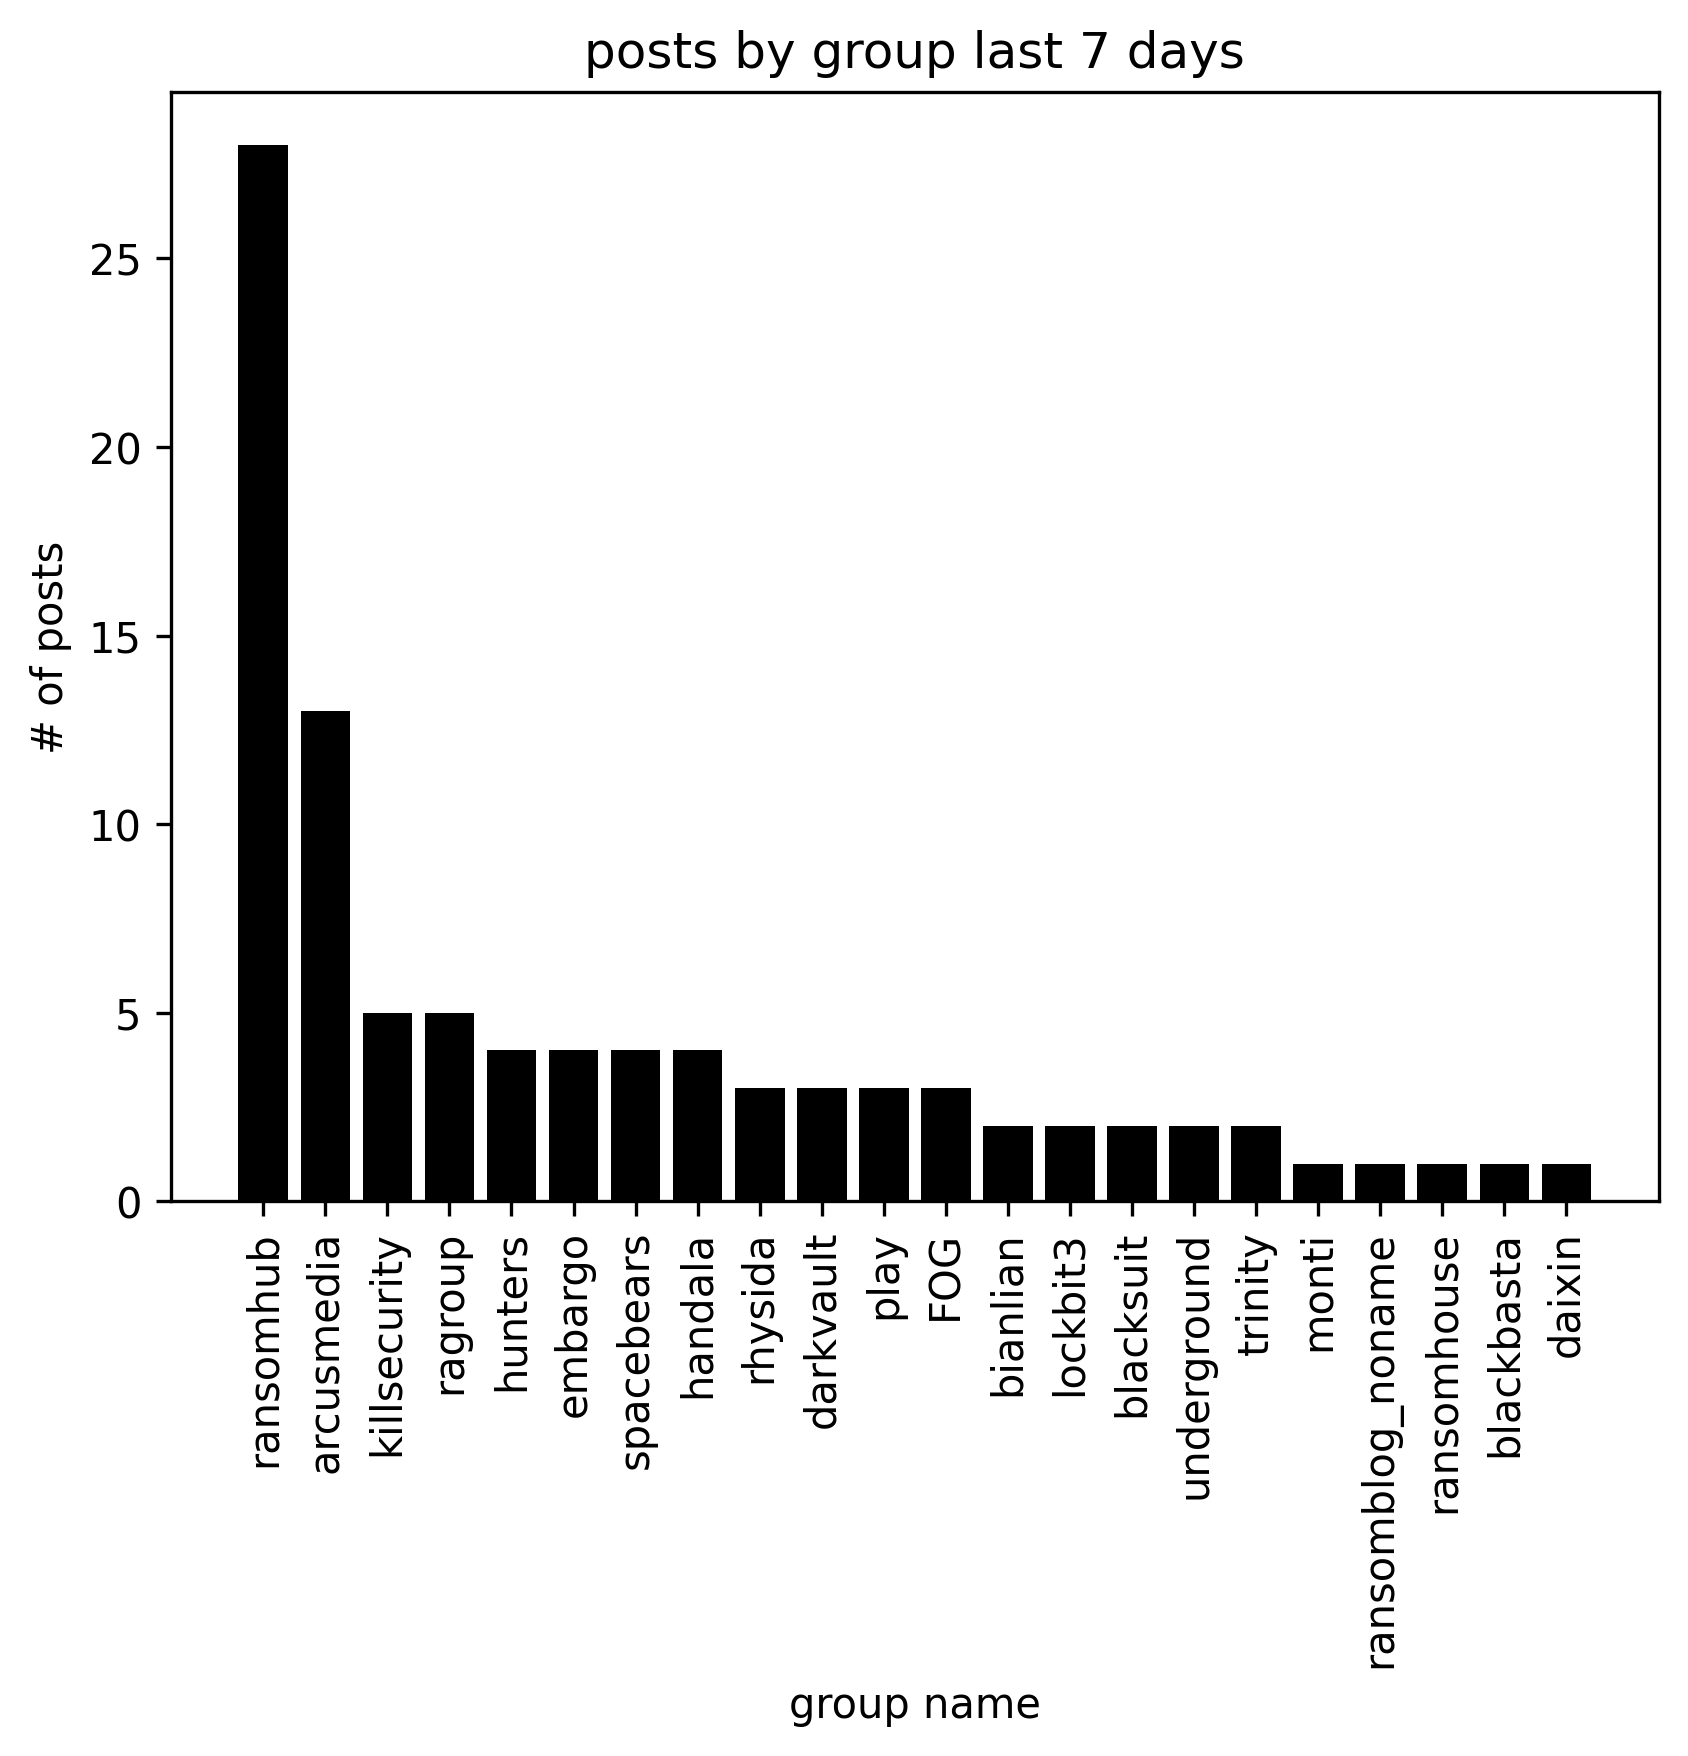 posts by group last 7 days
# of posts
25
20
15
10
5
0
ransomhub
arcusmedia
killsecurity
ragroup
hunters
embargo
spacebears
handala
rhysida
darkvault
play
FOG
bianlian
lockbit3
blacksuit
underground
trinity
monti
ransomblog_noname
ransomhouse
blackbasta
daixin
group name